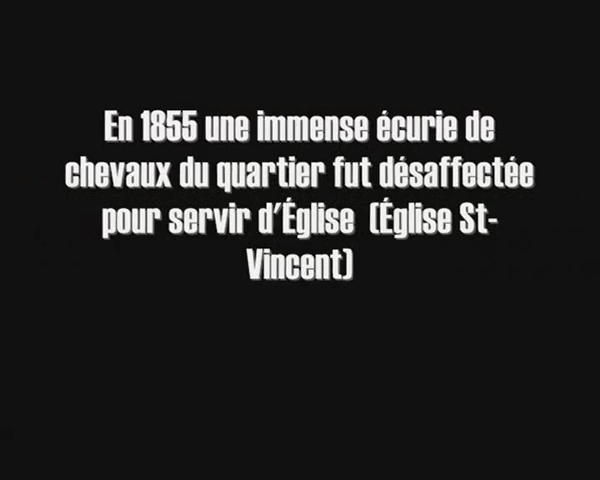 En 1855 une immense écurie de
chevaux du quartier fut désaffectée
pour servir d'Église (Église St-
Vincent)